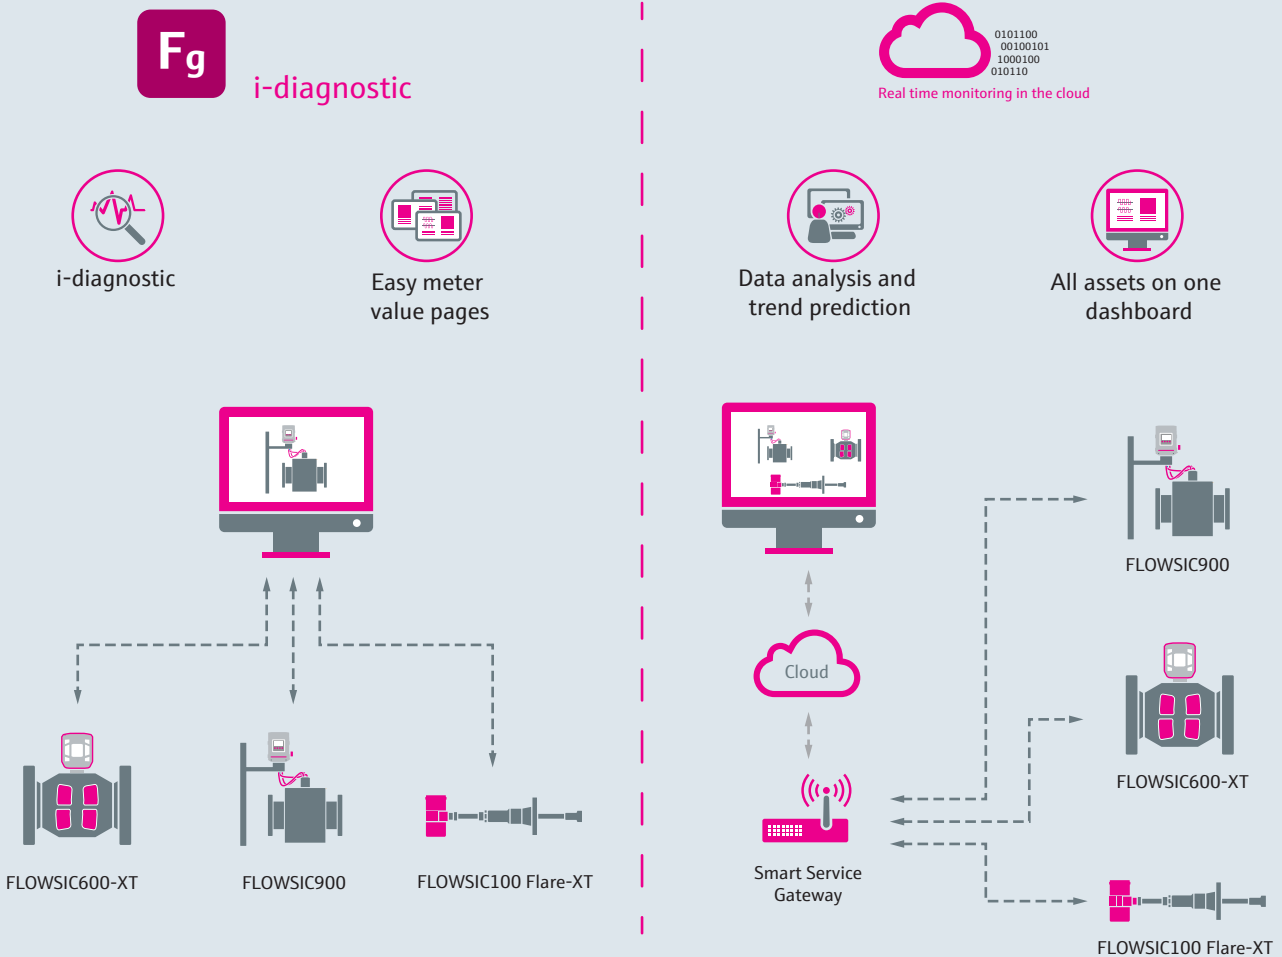 Fg
i-diagnostic
i-diagnostic
Easy meter
value pages
FLOWSIC600-XT
FLOWSIC900
FLOWSIC100 Flare-XT
0101100
00100101
1000100
010110
Real time monitoring in the cloud
Data analysis and
trend prediction
All assets on one
dashboard
Cloud
Smart Service
Gateway
FLOWSIC900
FLOWSIC600-XT
FLOWSIC100 Flare-XT